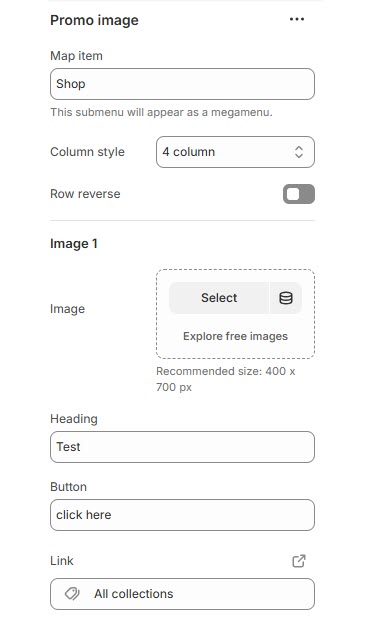 Promo image
Map item
Shop
This submenu will appear as a megamenu.
Column style
4 column
Row reverse
Image 1
Image
Select
Explore free images
Recommended size: 400 x
700 px
Heading
Test
Button
click here
Link
All collections